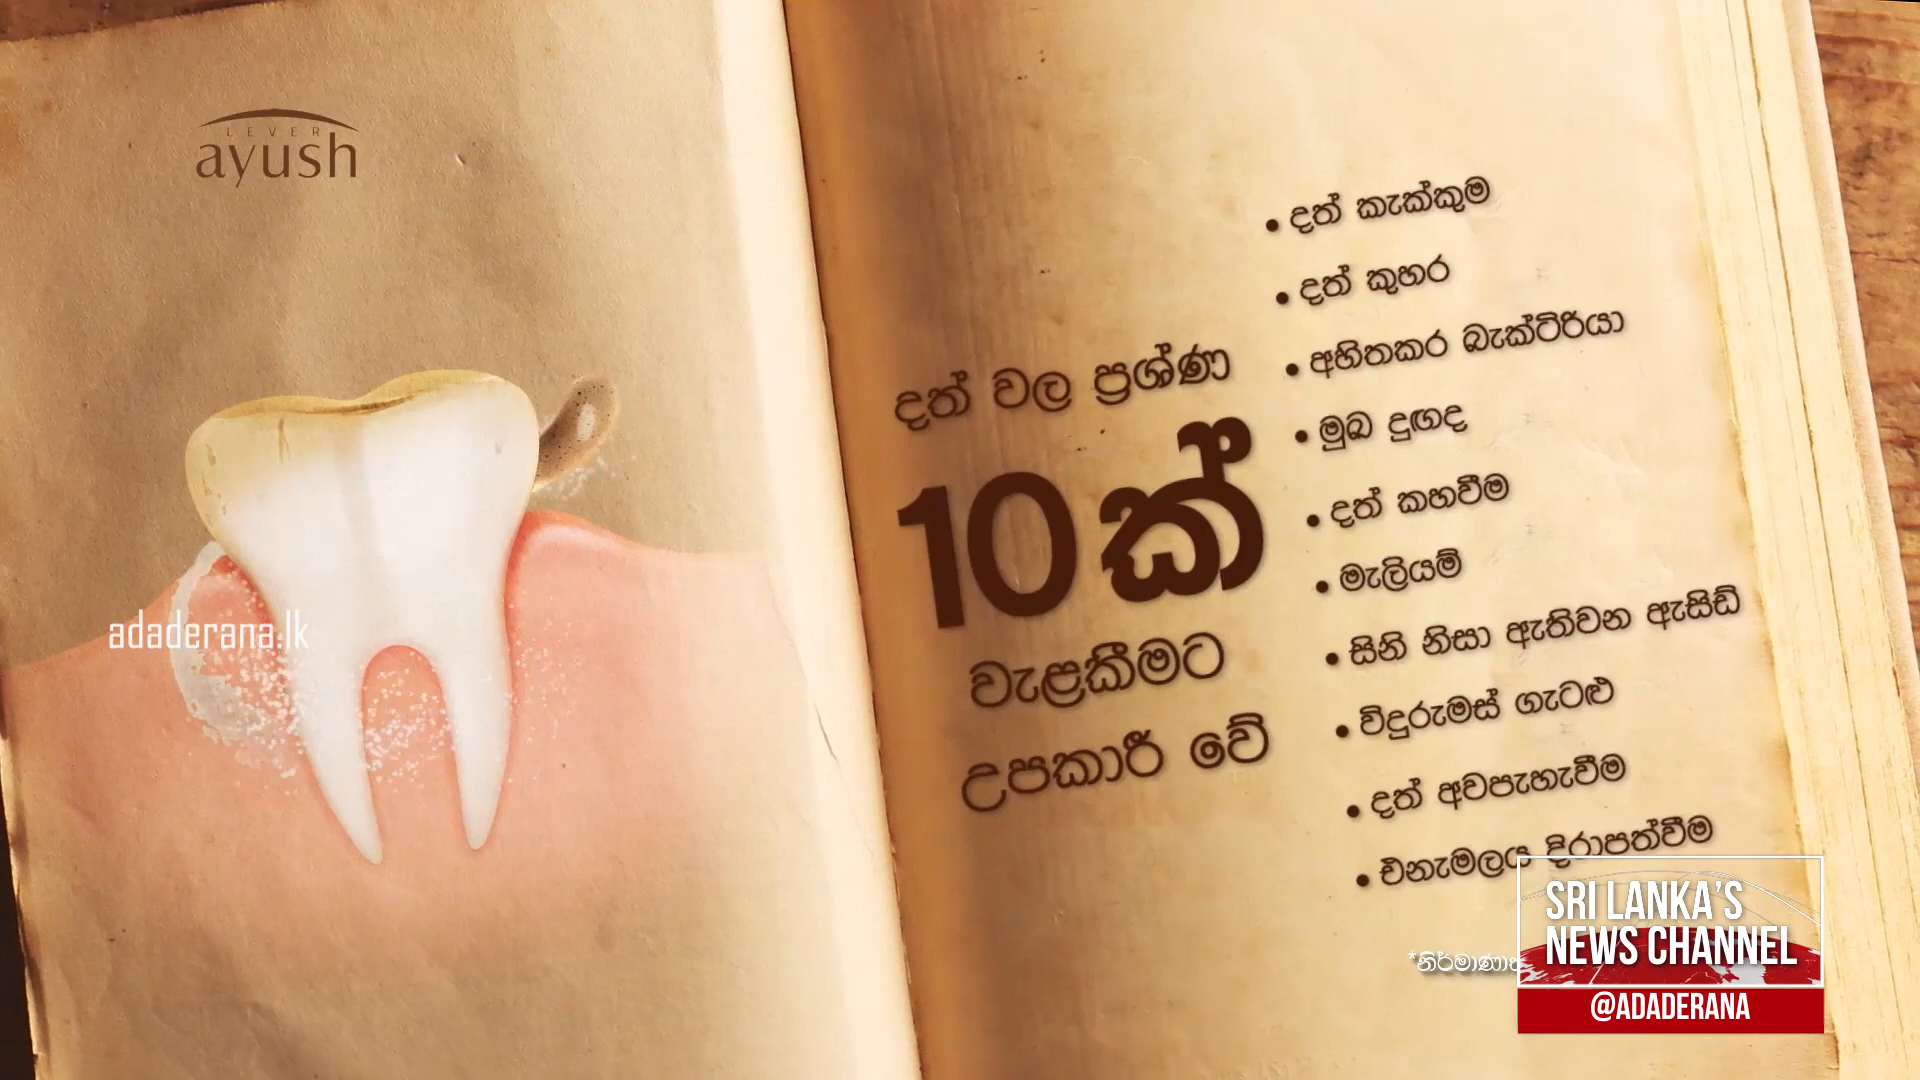 LEVER
ayush
adaderana.lk
දත් වල ප්‍රශ්ණ
10ක්
වැළකීමට
උපකාරී වේ
• දත් කැක්කුම
• දත් කුහර
• අහිතකර බැක්ටීරියා
• මුඛ දුඟද
• දත් කහවීම
• මැලියම්
• සිනි නිසා ඇතිවන ඇසිඩ්
• විදුරුමස් ගැටළු
• දත් අවපැහැවීම
• එනැමලය දිරාපත්වීම
SRI LANKA'S
NEWS CHANNEL
@ADADERANA